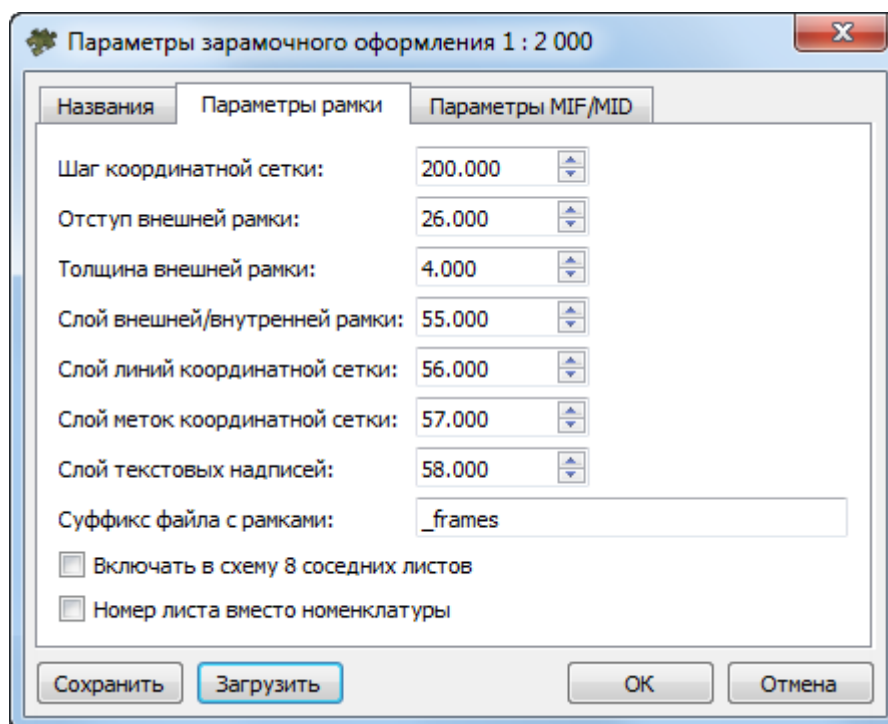 Параметры зарамочного оформления 1 : 2 000
Названия Параметры рамки Параметры MIF/MID
Шаг координатной сетки: 200.000
Отступ внешней рамки: 26.000
Толщина внешней рамки: 4.000
Слой внешней/внутренней рамки: 55.000
Слой линий координатной сетки: 56.000
Слой меток координатной сетки: 57.000
Слой текстовых надписей: 58.000
Суффикс файла с рамками: _frames
Включать в схему 8 соседних листов
Номер листа вместо номенклатуры
Сохранить Загрузить ОК Отмена